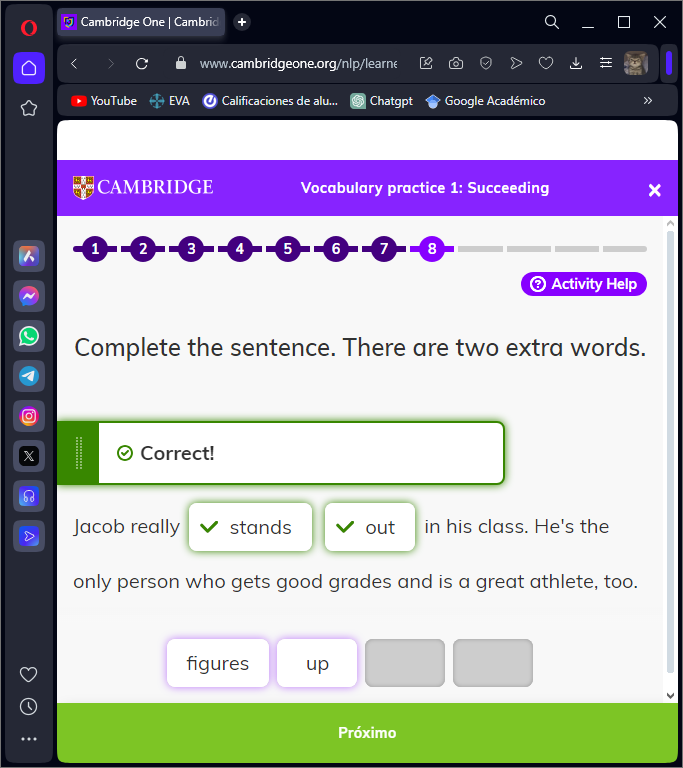 Cambridge One | Cambrid
www.cambridgeone.org/nlp/learne
YouTube EVA Calificaciones de alu... Chatgpt Google Académico
CAMBRIDGE Vocabulary practice 1: Succeeding
1 2 3 4 5 6 7 8
Activity Help
Complete the sentence. There are two extra words.
Correct!
Jacob really stands out in his class. He's the
only person who gets good grades and is a great athlete, too.
figures up
Próximo